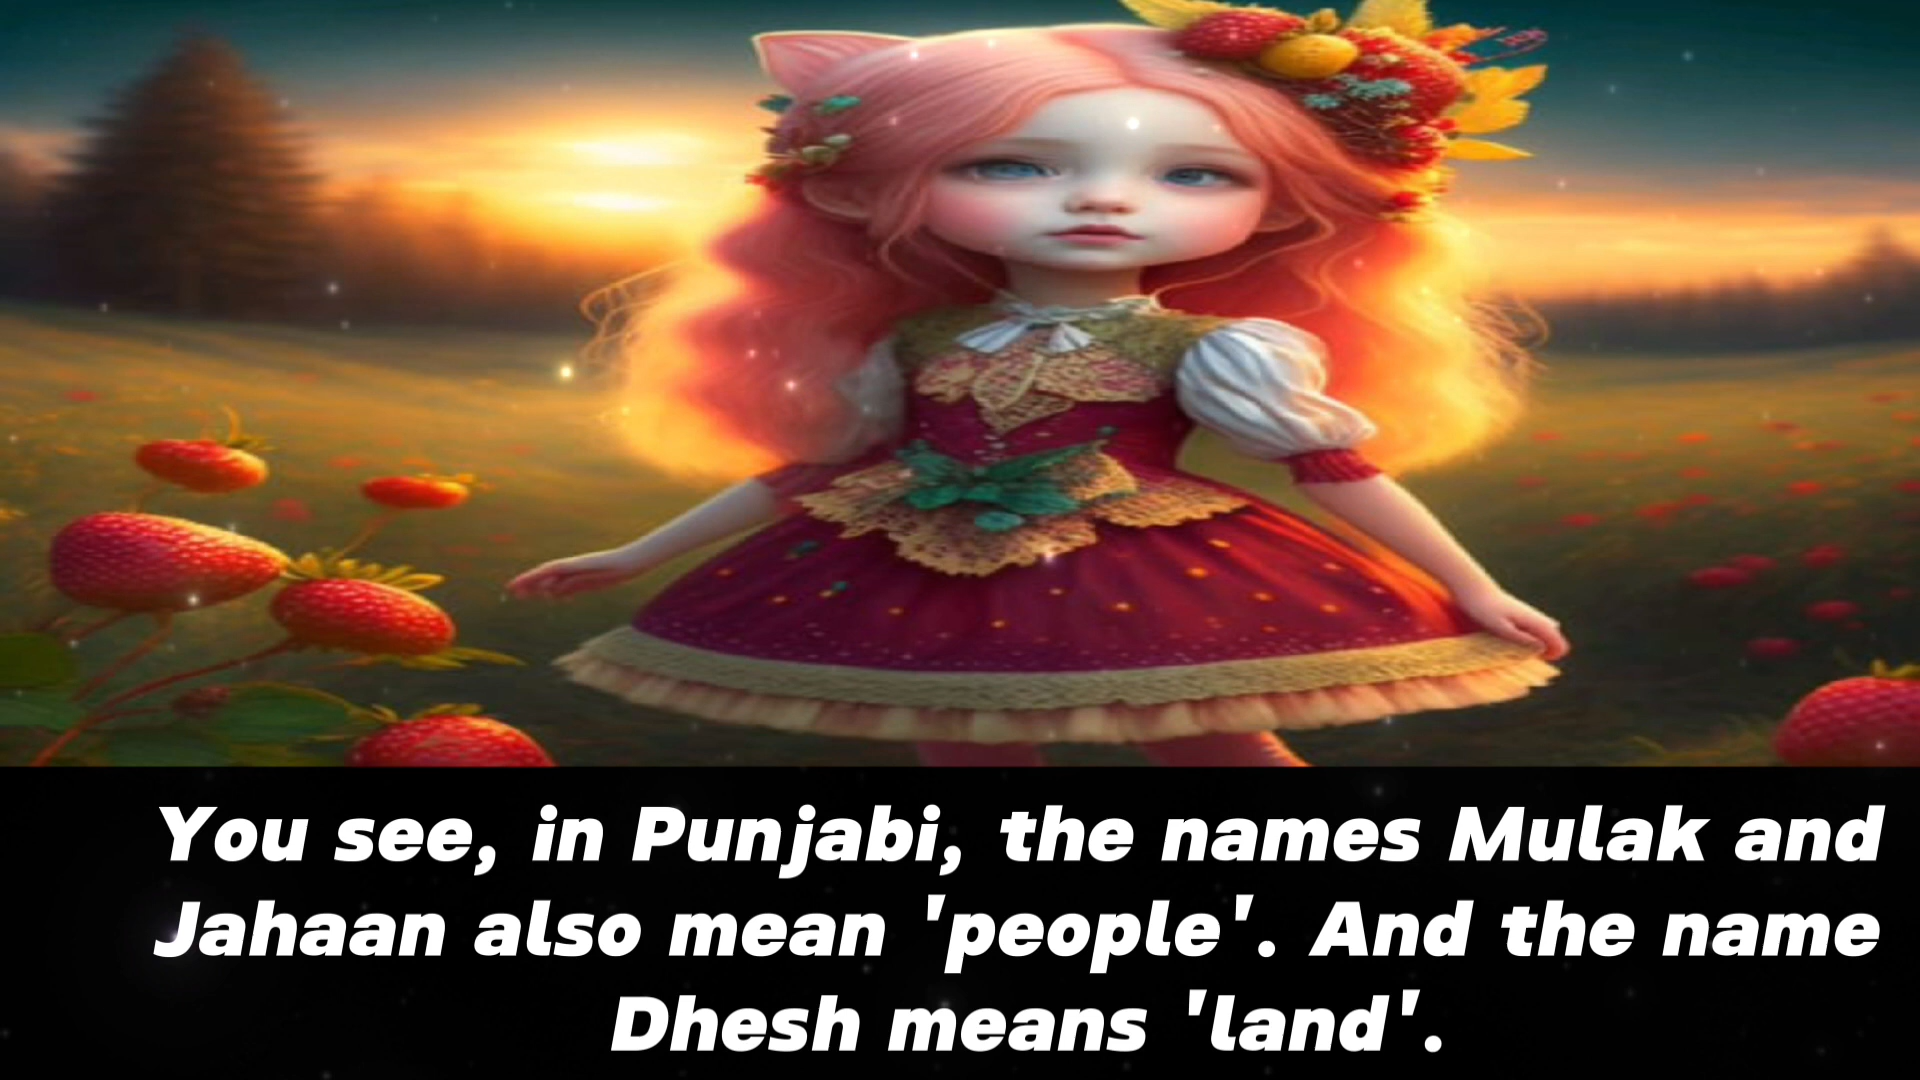 You see, in Punjabi, the names Mulak and
Jahaan also mean 'people'. And the name
Dhesh means 'land'.